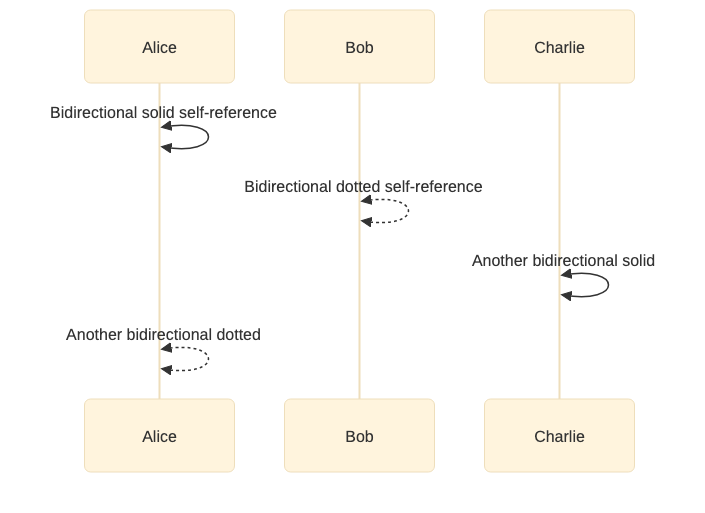 Alice
Bob
Charlie
Bidirectional solid self-reference
Bidirectional dotted self-reference
Another bidirectional solid
Another bidirectional dotted
Alice
Bob
Charlie